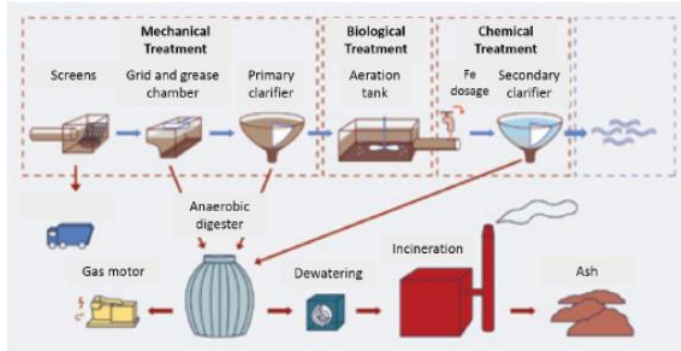 Mechanical
Treatment
Biological
Treatment
Chemical
Treatment
Screens
Grid and grease
chamber
Primary
clarifier
Aeration
tank
Fe
dosage
Secondary
clarifier
Anaerobic
digester
Gas motor
Dewatering
Incineration
Ash